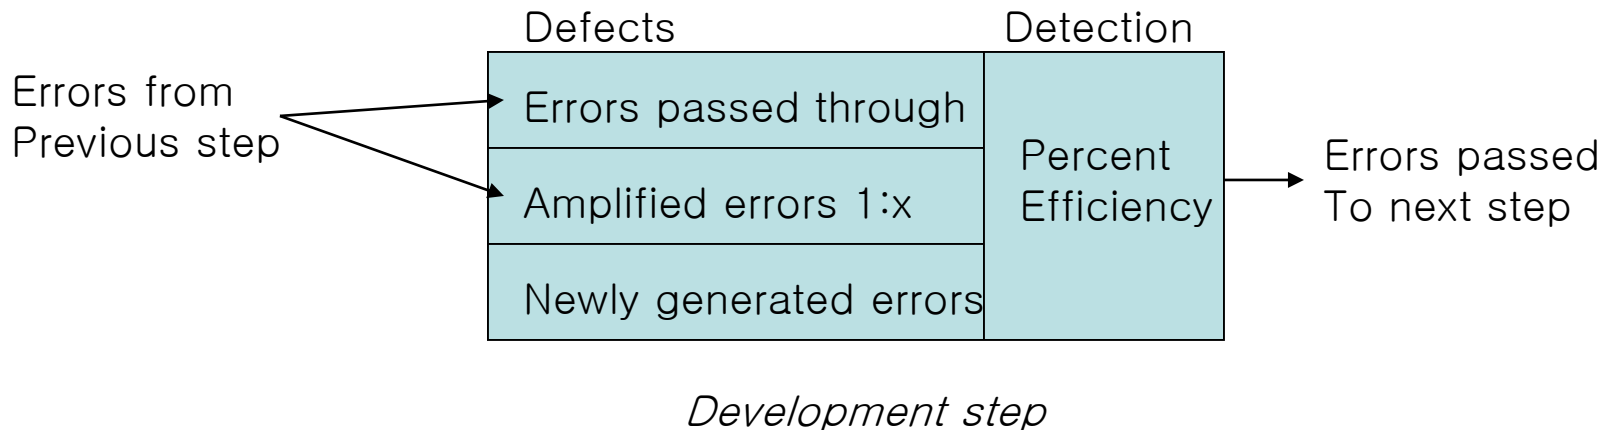 Defects
Detection
Errors from
Previous step
Errors passed through
Amplified errors 1:x
Newly generated errors
Percent
Efficiency
Errors passed
To next step
Development step